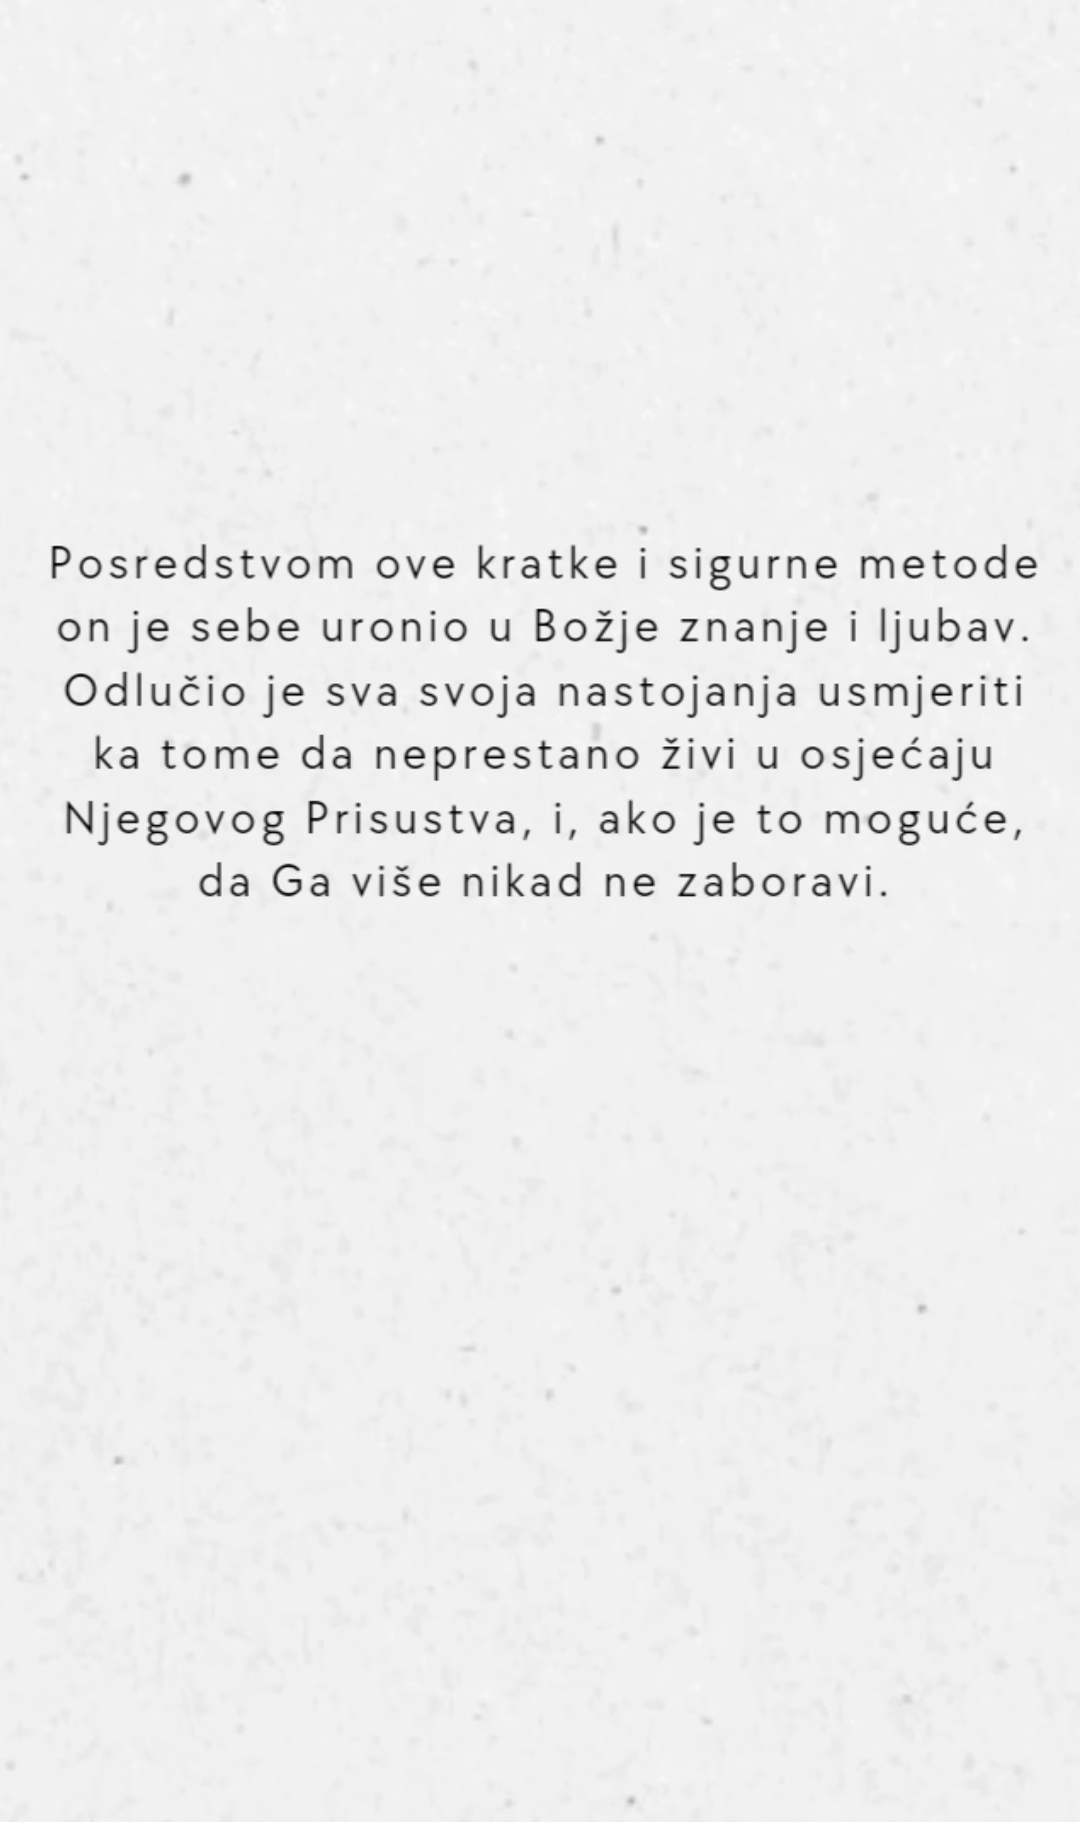 Posredstvom ove kratke i sigurne metode
on je sebe uronio u Božje znanje i ljubav.
Odlučio je sva svoja nastojanja usmjeriti
ka tome da neprestano živi u osjećaju
Njegovog Prisustva, i, ako je to moguće,
da Ga više nikad ne zaboravi.